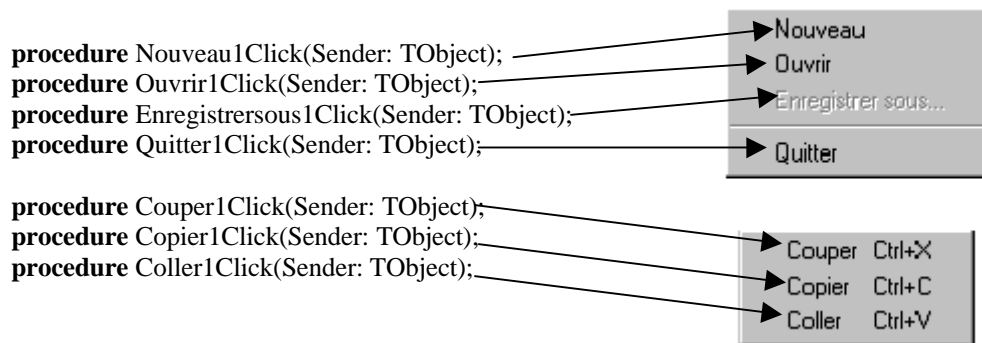 procedure Nouveau1Click(Sender: TObject);
procedure Ouvrir1Click(Sender: TObject);
procedure Enregistrersous1Click(Sender: TObject);
procedure Quitter1Click(Sender: TObject);
procedure Couper1Click(Sender: TObject);
procedure Copier1Click(Sender: TObject);
procedure Coller1Click(Sender: TObject);
Nouveau
Ouvrir
Enregistrer sous...
Quitter
Couper Ctrl+X
Copier Ctrl+C
Coller Ctrl+V